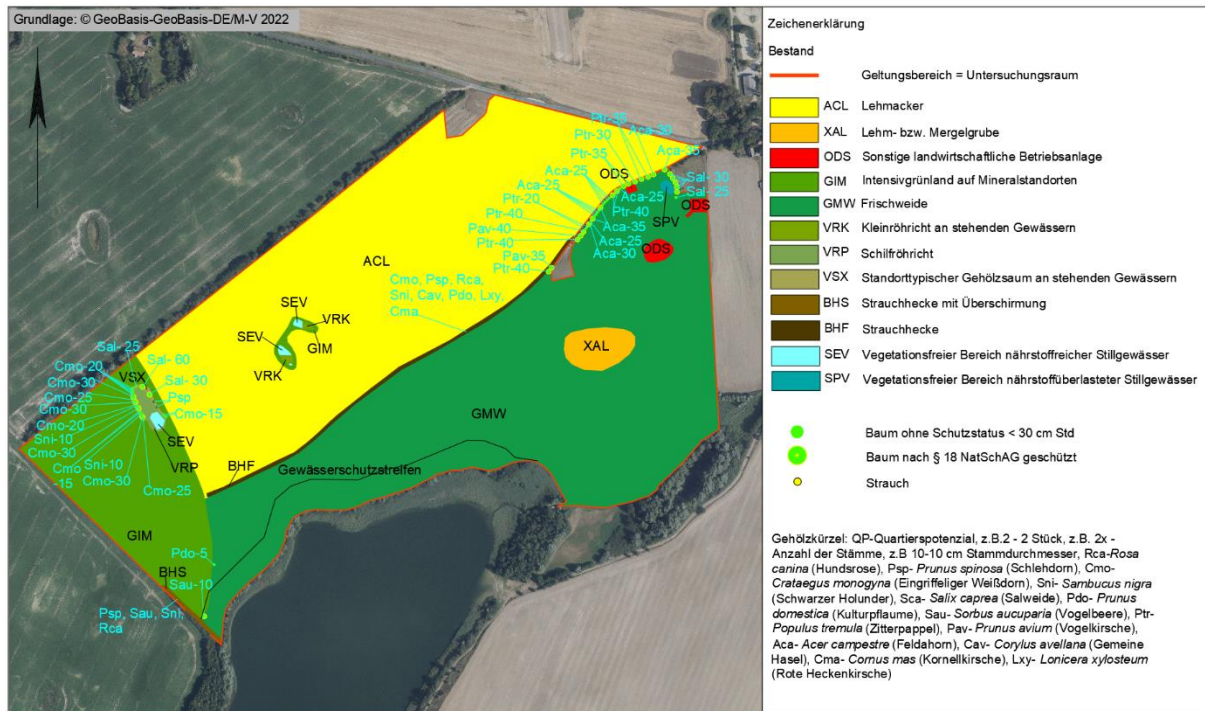 Grundlage: © GeoBasis-GeoBasis-DE/M-V 2022
Ptr-35
Aca-30
Ptr-30
Aca-35
Ptr-35
ODS
Aca-25
Sal- 30
Aca-25
Sal- 25
Ptr-20
Aca-25
ODS
Ptr-40
Ptr-40
SPV
Aca-35
Pav-40
Aca-25
ODS
Ptr-40
Aca-30
Pav-35
ACL
Ptr-40
Cmo, Psp, Rca,
Sni, Cav, Pdo, Lxy,
Cma
SEV
VRK
SEV
GIM
XAL
VRK
Sal- 25
Sal- 60
Cmo-20
VSX
Sal- 30
Cmo-30
Psp
Cmo-25
Cmo-15
Cmo-30
GMW
Cmo-20
SEV
Sni-10
VRP
Cmo-30
Sni-10
BHF
Gewässerschutzstreifen
Cmo
-15
Cmo-30
Cmo-25
GIM
Pdo-5
BHS
Sau-10
Psp, Sau, Sni,
Rca
Zeichenerklärung
Bestand
Geltungsbereich = Untersuchungsraum
ACL Lehmacker
XAL Lehm- bzw. Mergelgrube
ODS Sonstige landwirtschaftliche Betriebsanlage
GIM Intensivgrünland auf Mineralstandorten
GMW Frischweide
VRK Kleinröhricht an stehenden Gewässern
VRP Schilfröhricht
VSX Standorttypischer Gehölzsaum an stehenden Gewässern
BHS Strauchhecke mit Überschirmung
BHF Strauchhecke
SEV Vegetationsfreier Bereich nährstoffreicher Stillgewässer
SPV Vegetationsfreier Bereich nährstoffüberlasteter Stillgewässer
Baum ohne Schutzstatus < 30 cm Std
Baum nach § 18 NatSchAG geschützt
Strauch
Gehölzkürzel: QP-Quartierspotenzial, z.B.2 - 2 Stück, z.B. 2x -
Anzahl der Stämme, z.B 10-10 cm Stammdurchmesser, Rca-Rosa
canina (Hundsrose), Psp- Prunus spinosa (Schlehdorn), Cmo-
Crataegus monogyna (Eingriffeliger Weißdorn), Sni- Sambucus nigra
(Schwarzer Holunder), Sca- Salix caprea (Salweide), Pdo- Prunus
domestica (Kulturpflaume), Sau- Sorbus aucuparia (Vogelbeere), Ptr-
Populus tremula (Zitterpappel), Pav- Prunus avium (Vogelkirsche),
Aca- Acer campestre (Feldahorn), Cav- Corylus avellana (Gemeine
Hasel), Cma- Cornus mas (Kornellkirsche), Lxy- Lonicera xylosteum
(Rote Heckenkirsche)